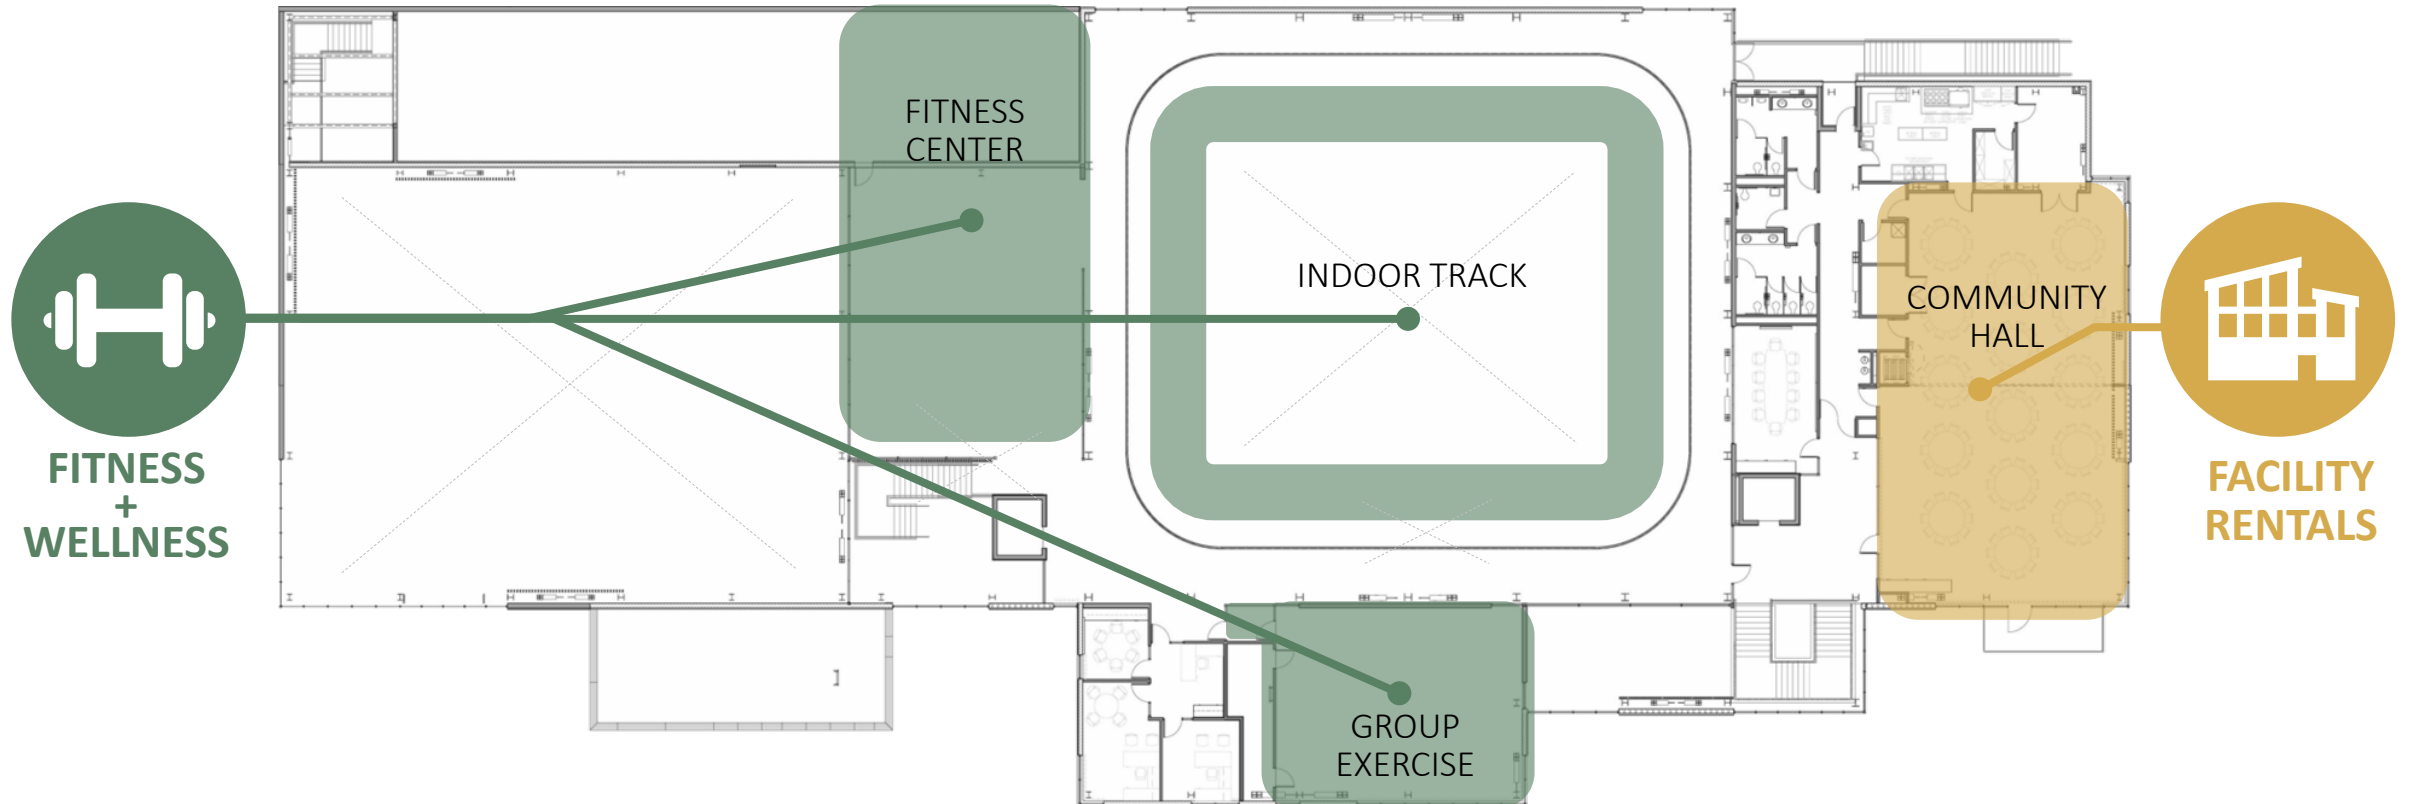 FITNESS
CENTER
INDOOR TRACK
COMMUNITY
HALL
FITNESS
+
WELLNESS
FACILITY
RENTALS
GROUP
EXERCISE